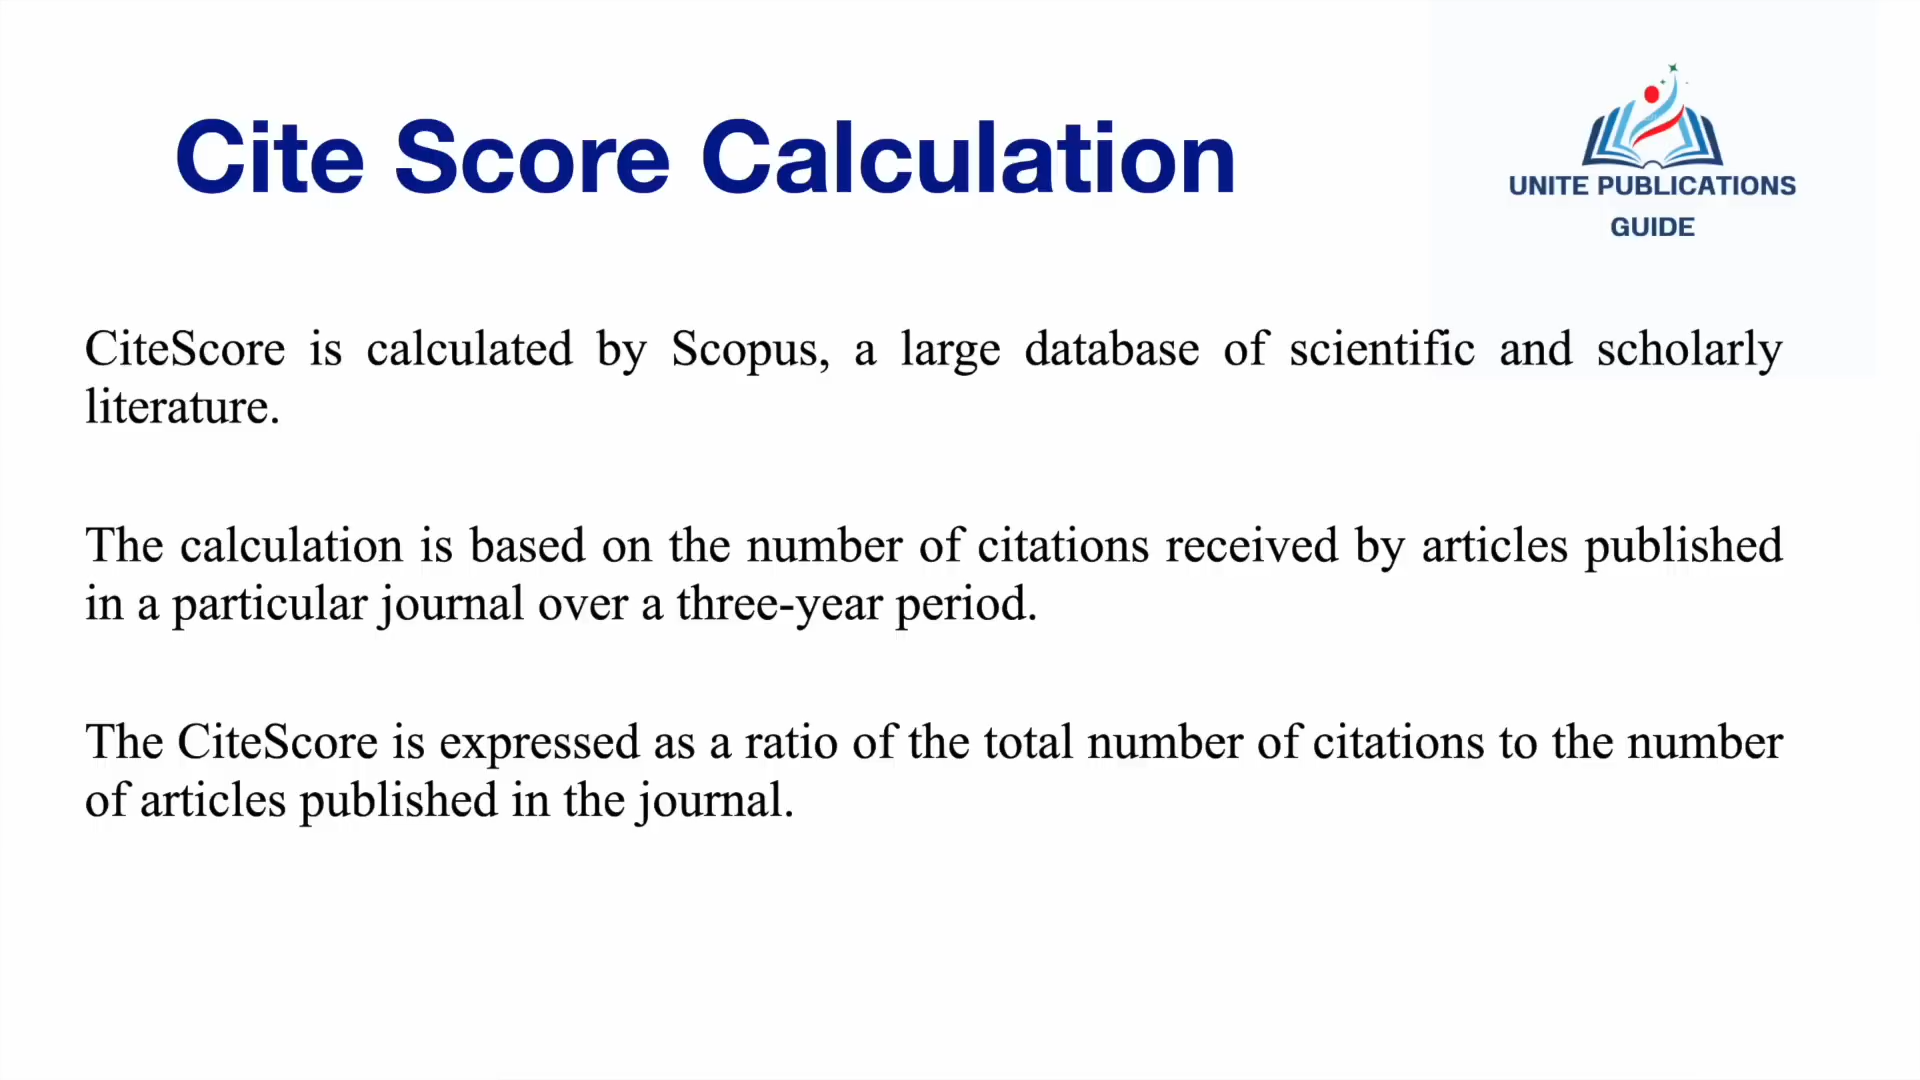 Cite Score Calculation
UNITE PUBLICATIONS
GUIDE
CiteScore is calculated by Scopus, a large database of scientific and scholarly
literature.
The calculation is based on the number of citations received by articles published
in a particular journal over a three-year period.
The CiteScore is expressed as a ratio of the total number of citations to the number
of articles published in the journal.